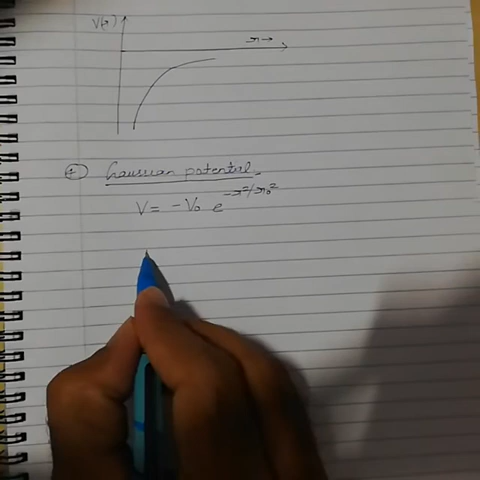 V(r)
r→
④ Gaussian potential
V = -V₀ e^{-r²/r₀²}